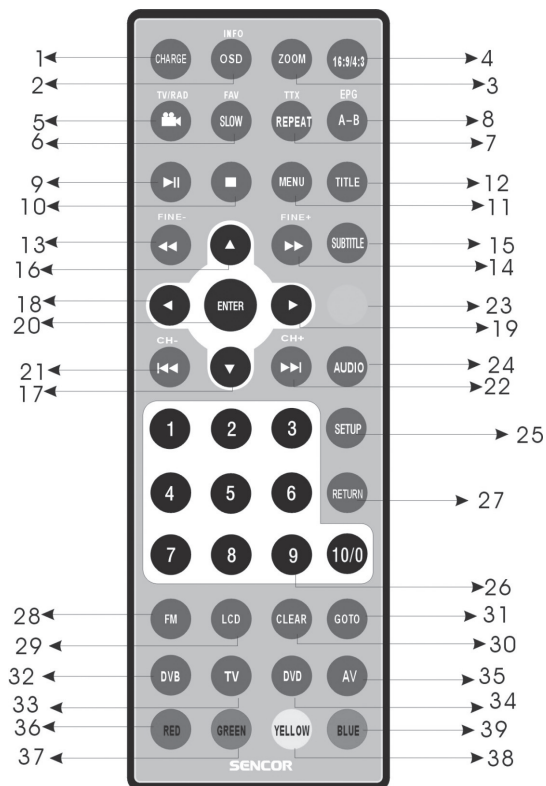 INFO
1 CHARGE OSD ZOOM 16:9/4:3 4
2 3
TV/RAD FAV TTX EPG
5 SLOW REPEAT A-B 8
6 7
9 MENU TITLE 12
10 11
FINE- FINE+
13 SUBTITLE 15
16 14
18 ENTER 23
20 19
CH- CH+
21 AUDIO 24
17 22
1 2 3 SETUP 25
4 5 6 RETURN 27
7 8 9 10/0
26
28 FM LCD CLEAR GOTO 31
29 30
32 DVB TV DVD AV 35
33 34
36 RED GREEN YELLOW BLUE 39
37 38
SENCOR